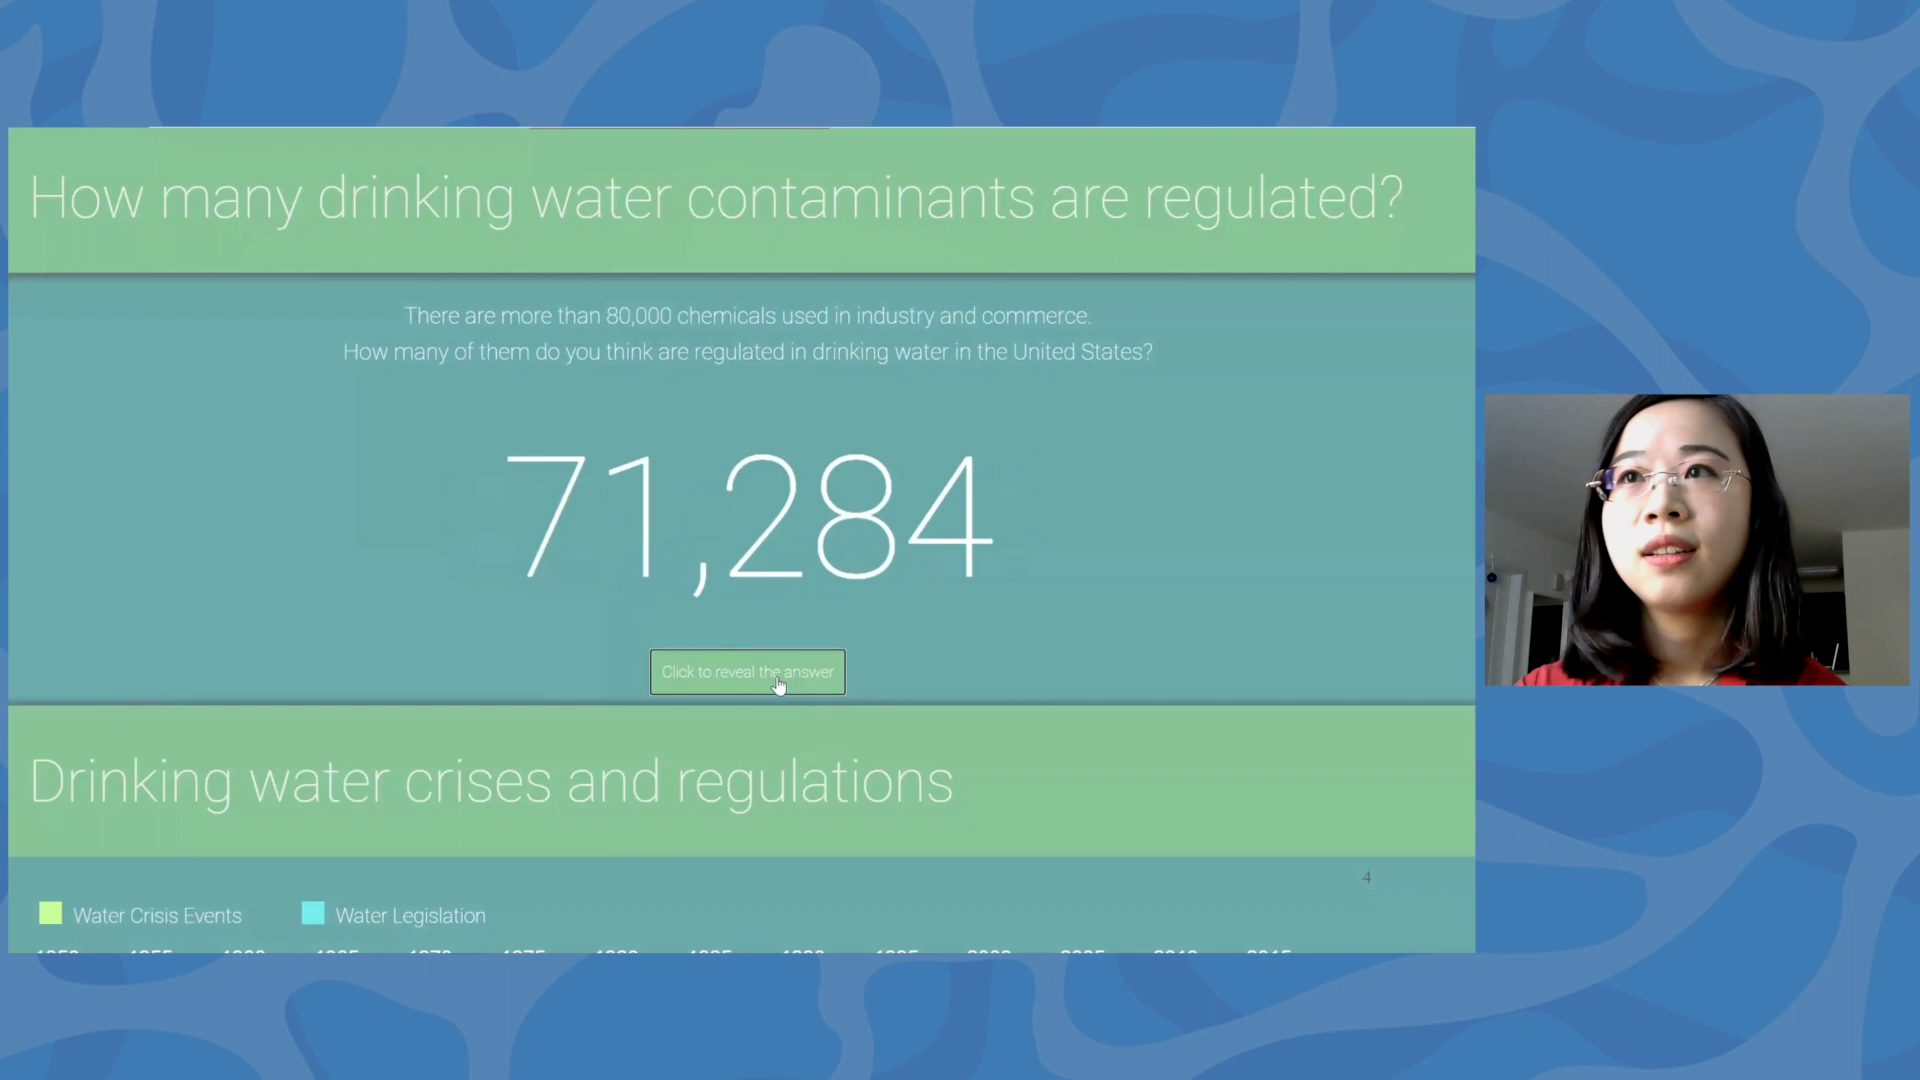 How many drinking water contaminants are regulated?
There are more than 80,000 chemicals used in industry and commerce.
How many of them do you think are regulated in drinking water in the United States?
71,284
Click to reveal the answer
Drinking water crises and regulations
4
Water Crisis Events
Water Legislation